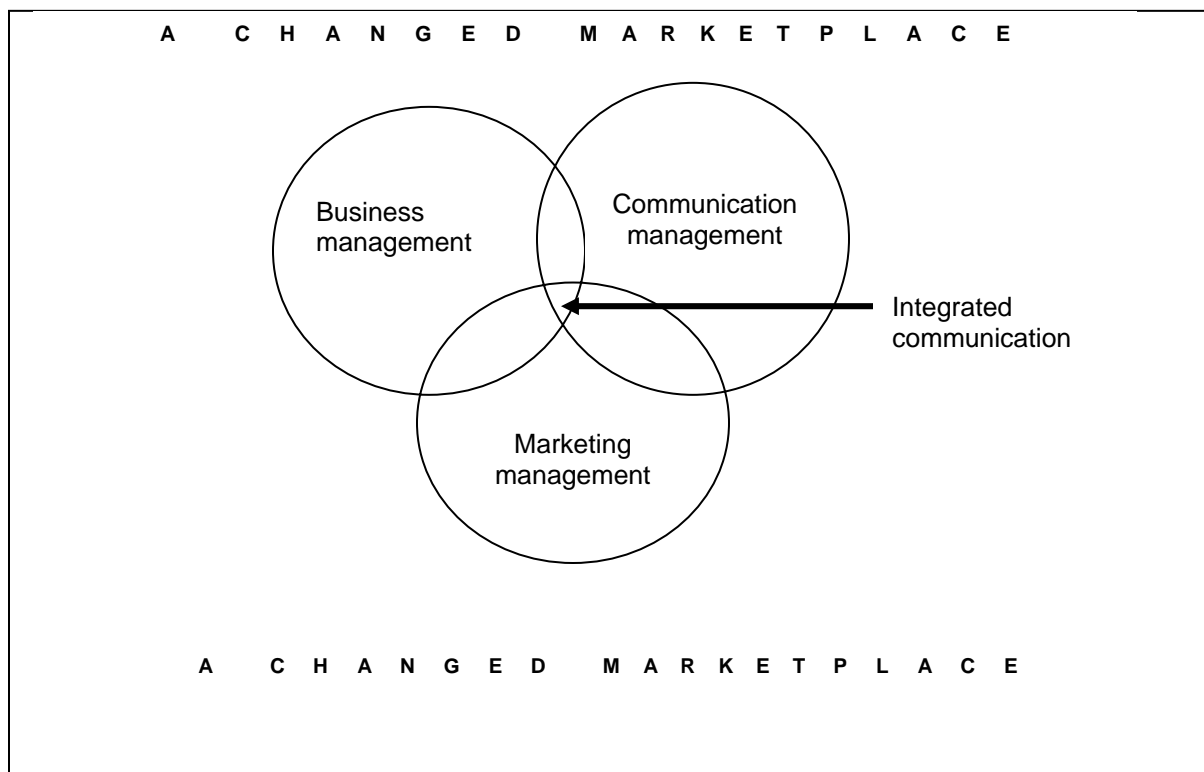 A CHANGED MARKETPLACE
Business
management
Communication
management
Integrated
communication
Marketing
management
A CHANGED MARKETPLACE